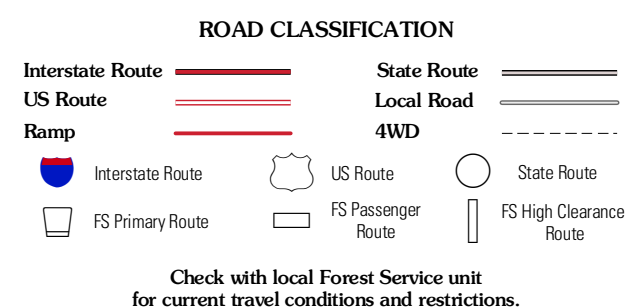 ROAD CLASSIFICATION
Interstate Route
State Route
US Route
Local Road
Ramp
4WD
Interstate Route
US Route
State Route
FS Primary Route
FS Passenger
Route
FS High Clearance
Route
Check with local Forest Service unit
for current travel conditions and restrictions.